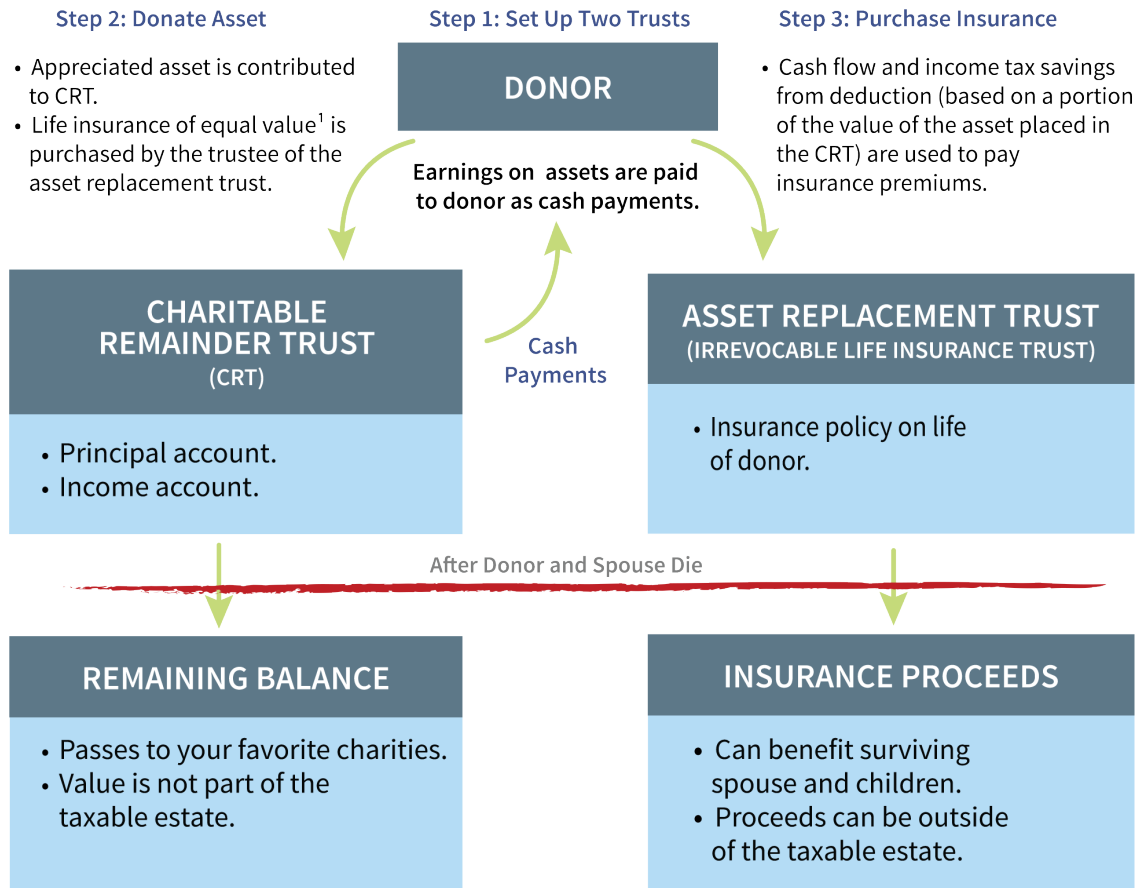 Step 2: Donate Asset
• Appreciated asset is contributed
to CRT.
• Life insurance of equal value¹ is
purchased by the trustee of the
asset replacement trust.
Step 1: Set Up Two Trusts
DONOR
Earnings on assets are paid
to donor as cash payments.
Step 3: Purchase Insurance
• Cash flow and income tax savings
from deduction (based on a portion
of the value of the asset placed in
the CRT) are used to pay
insurance premiums.
CHARITABLE
REMAINDER TRUST
(CRT)
• Principal account.
• Income account.
Cash
Payments
ASSET REPLACEMENT TRUST
(IRREVOCABLE LIFE INSURANCE TRUST)
• Insurance policy on life
of donor.
After Donor and Spouse Die
REMAINING BALANCE
• Passes to your favorite charities.
• Value is not part of the
taxable estate.
INSURANCE PROCEEDS
• Can benefit surviving
spouse and children.
• Proceeds can be outside
of the taxable estate.